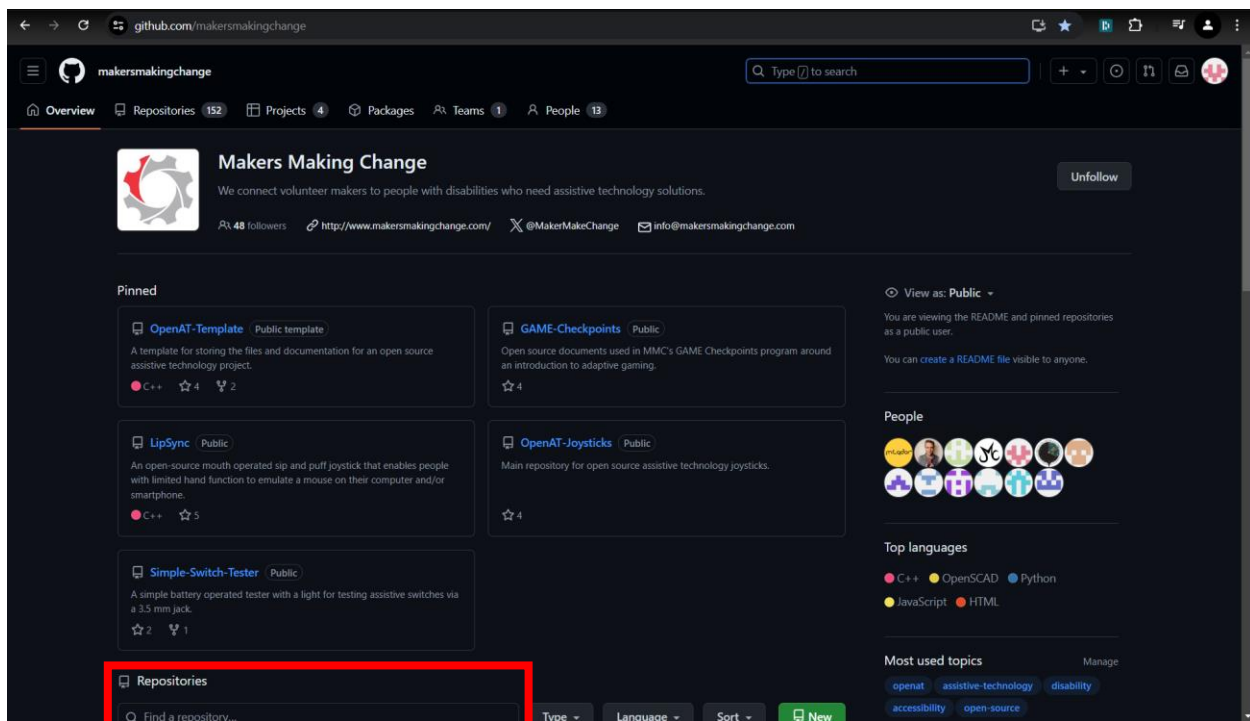 github.com/makersmakingchange
makersmakingchange
Type / to search
Overview Repositories 152 Projects 4 Packages Teams 1 People 13
Makers Making Change
We connect volunteer makers to people with disabilities who need assistive technology solutions.
Unfollow
48 followers http://www.makersmakingchange.com/ @MakerMakeChange info@makersmakingchange.com
Pinned
OpenAT-Template Public template
A template for storing the files and documentation for an open source
assistive technology project.
C++ 4 2
GAME-Checkpoints Public
Open source documents used in MMC's GAME Checkpoints program around
an introduction to adaptive gaming.
4
LipSync Public
An open-source mouth operated sip and puff joystick that enables people
with limited hand function to emulate a mouse on their computer and/or
smartphone.
C++ 5
OpenAT-Joysticks Public
Main repository for open source assistive technology joysticks.
4
Simple-Switch-Tester Public
A simple battery operated tester with a light for testing assistive switches via
a 3.5 mm jack.
2 1
Repositories
Find a repository...
Type Language Sort New
View as: Public
You are viewing the README and pinned repositories
as a public user.
You can create a README file visible to anyone.
People
Top languages
C++ OpenSCAD Python
JavaScript HTML
Most used topics Manage
openat assistive-technology disability
accessibility open-source